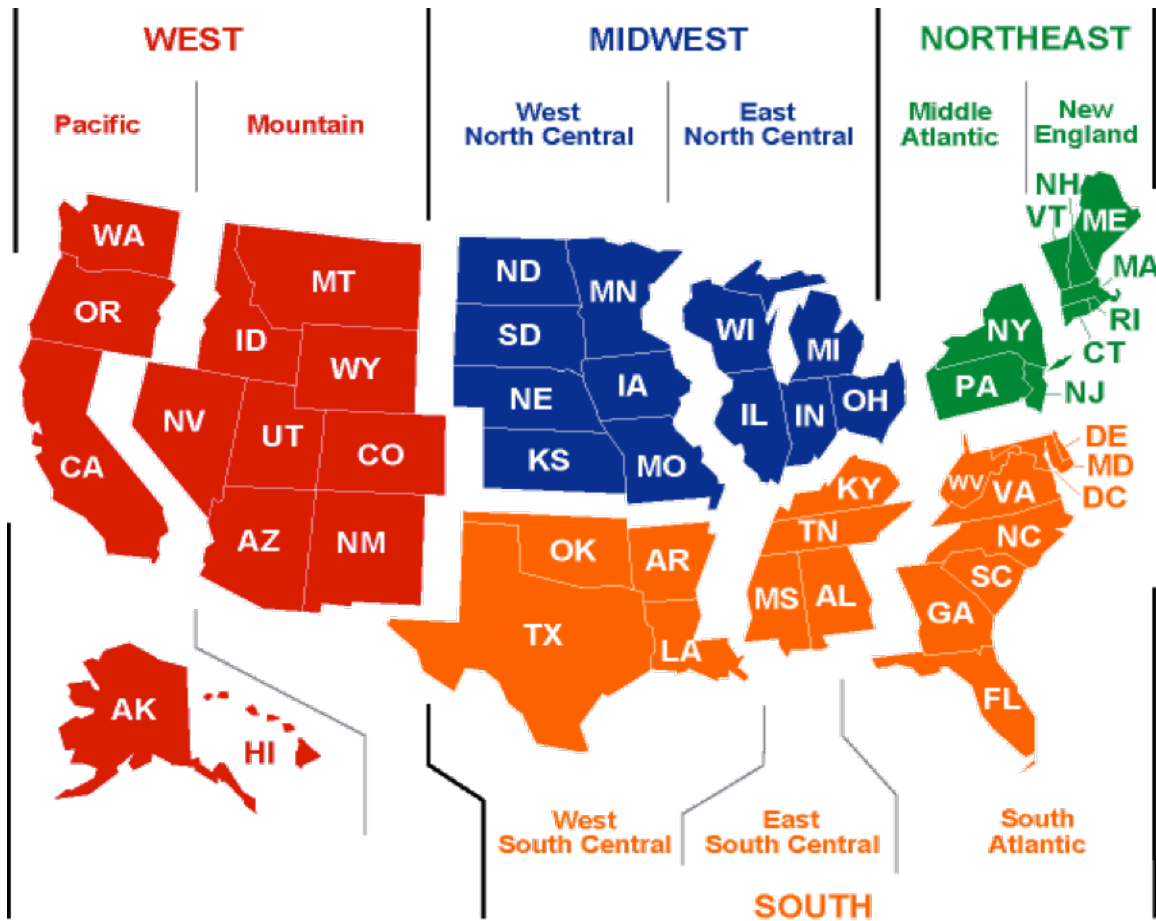 WEST
MIDWEST
NORTHEAST
Pacific
Mountain
West
North Central
East
North Central
Middle
Atlantic
New
England
WA
OR
CA
MT
ID
WY
NV
UT
CO
AZ
NM
AK
HI
ND
MN
SD
NE
IA
KS
MO
WI
MI
IL
IN
OH
NH
VT
ME
MA
RI
CT
NY
PA
NJ
DE
MD
DC
WV
VA
NC
SC
GA
FL
KY
TN
MS
AL
OK
AR
TX
LA
West
South Central
East
South Central
South
Atlantic
SOUTH